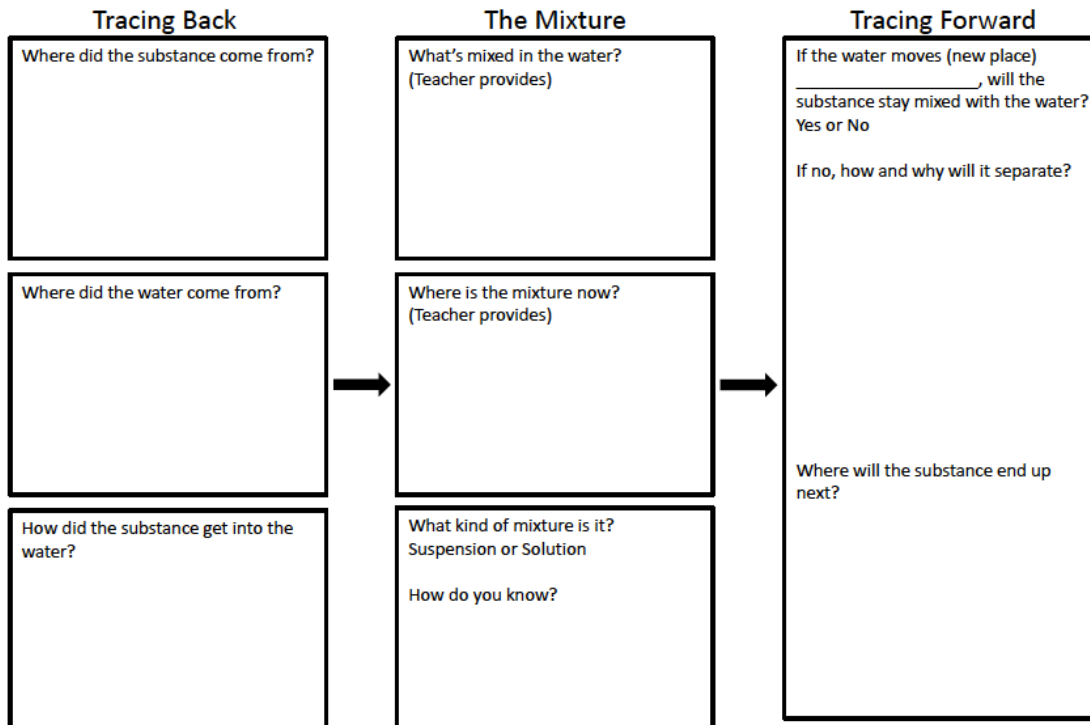 Tracing Back
Where did the substance come from?
Where did the water come from?
How did the substance get into the
water?
The Mixture
What's mixed in the water?
(Teacher provides)
Where is the mixture now?
(Teacher provides)
What kind of mixture is it?
Suspension or Solution
How do you know?
Tracing Forward
If the water moves (new place)
____________________, will the
substance stay mixed with the water?
Yes or No
If no, how and why will it separate?
Where will the substance end up
next?